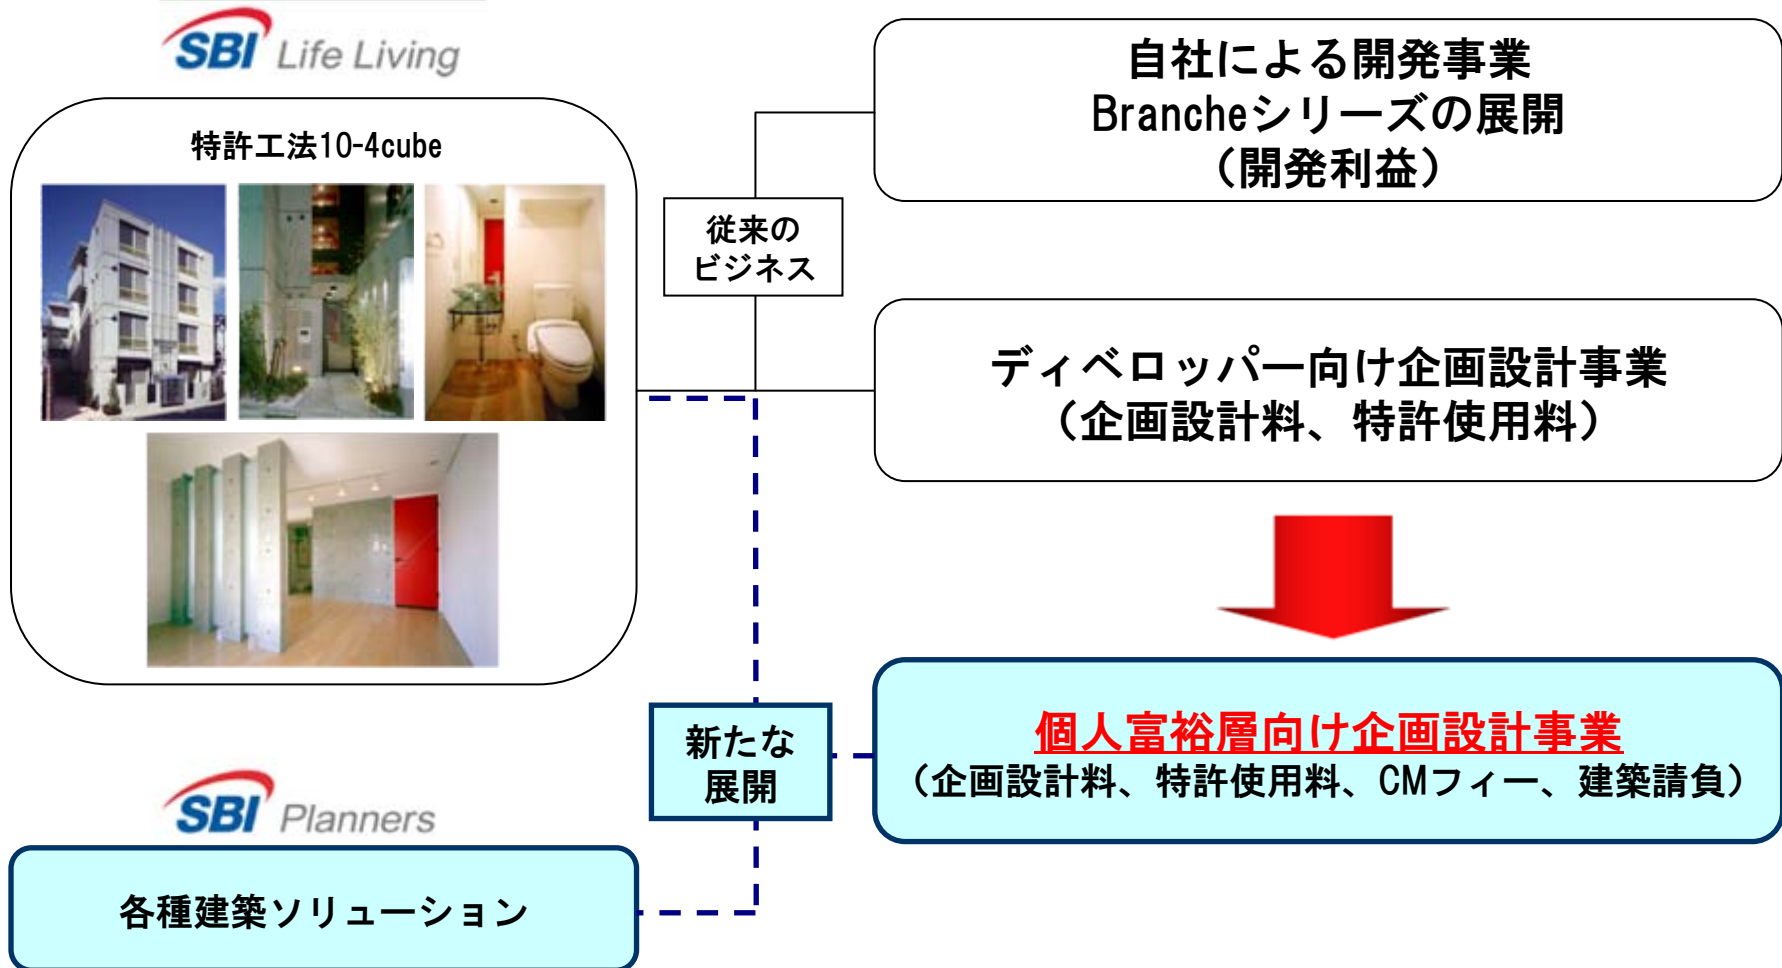 SBI Life Living
特許工法10-4cube
自社による開発事業
Brancheシリーズの展開
（開発利益）
従来の
ビジネス
ディベロッパー向け企画設計事業
（企画設計料、特許使用料）
新たな
展開
個人富裕層向け企画設計事業
（企画設計料、特許使用料、CMフィー、建築請負）
SBI Planners
各種建築ソリューション